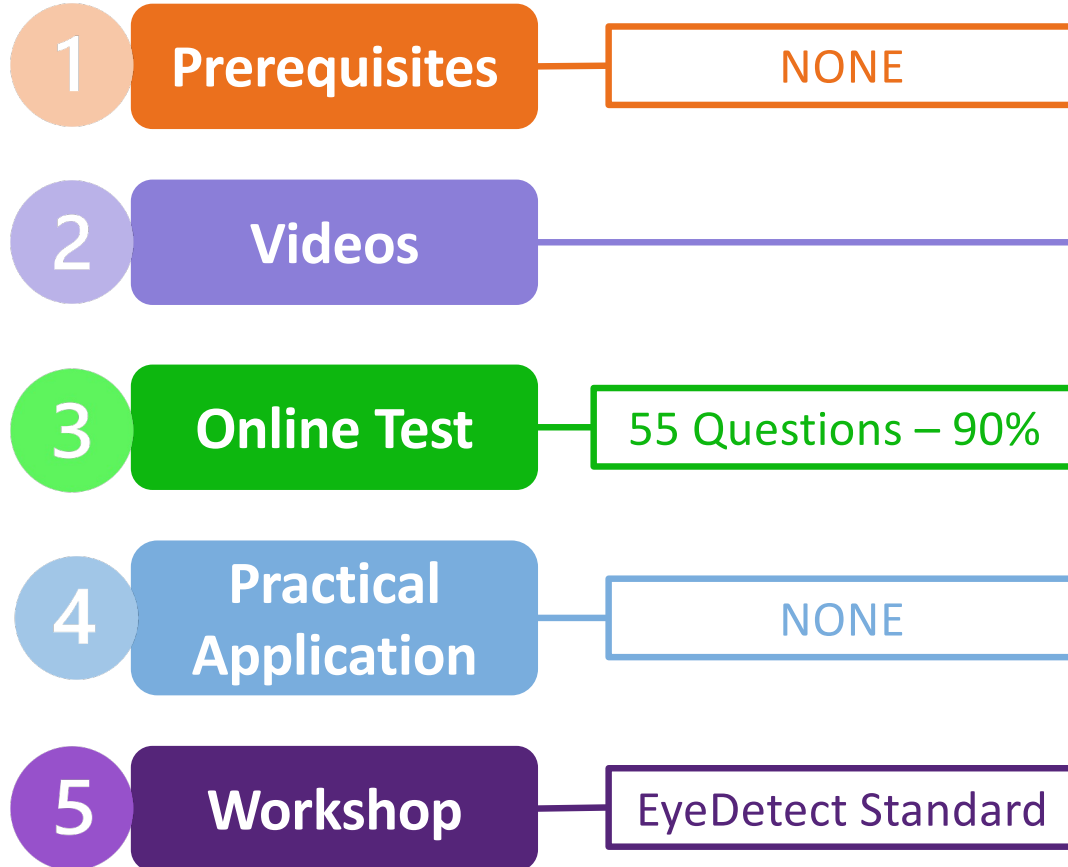 1
Prerequisites
NONE
2
Videos
3
Online Test
55 Questions – 90%
4
Practical
Application
NONE
5
Workshop
EyeDetect Standard